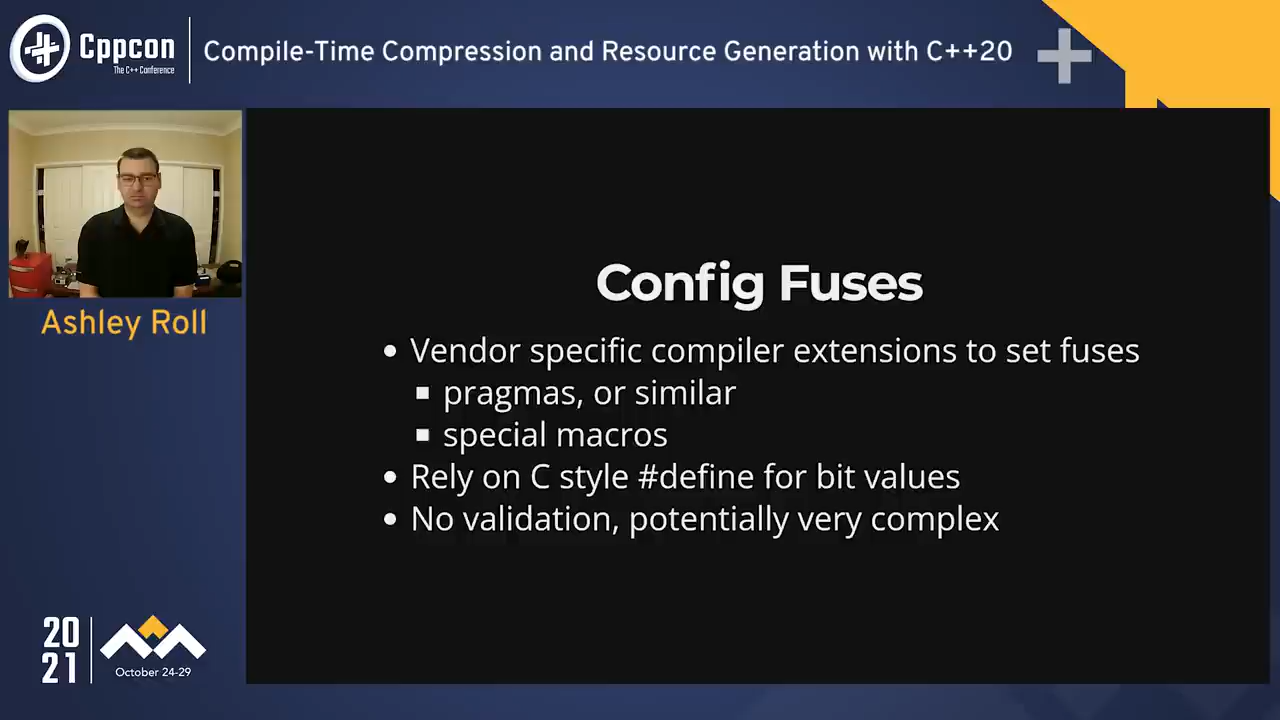 Cppcon
The C++ Conference
Compile-Time Compression and Resource Generation with C++20
Ashley Roll
Config Fuses
• Vendor specific compiler extensions to set fuses
▪ pragmas, or similar
▪ special macros
• Rely on C style #define for bit values
• No validation, potentially very complex
20
21
October 24-29